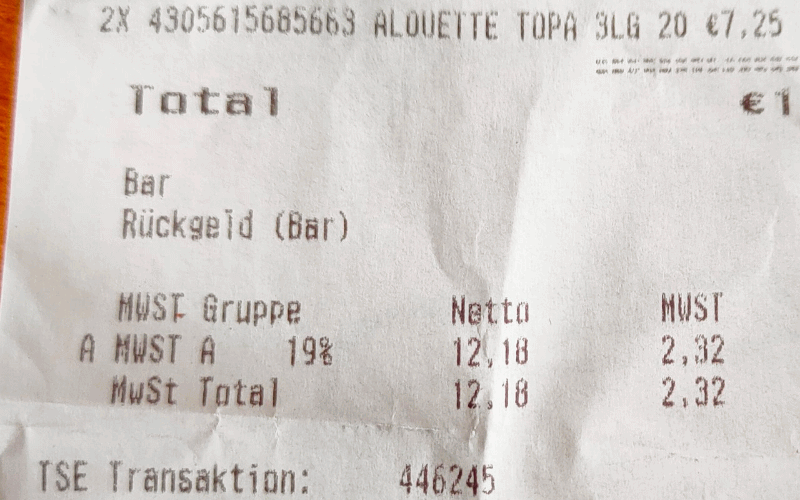 2X 4305615685663 ALOUETTE TOPA 3LG 20 €7,25
Total €1
Bar
Rückgeld (Bar)
MWST Gruppe Netto MWST
A MWST A 19% 12,18 2,32
MwSt Total 12,18 2,32
TSE Transaktion: 446245